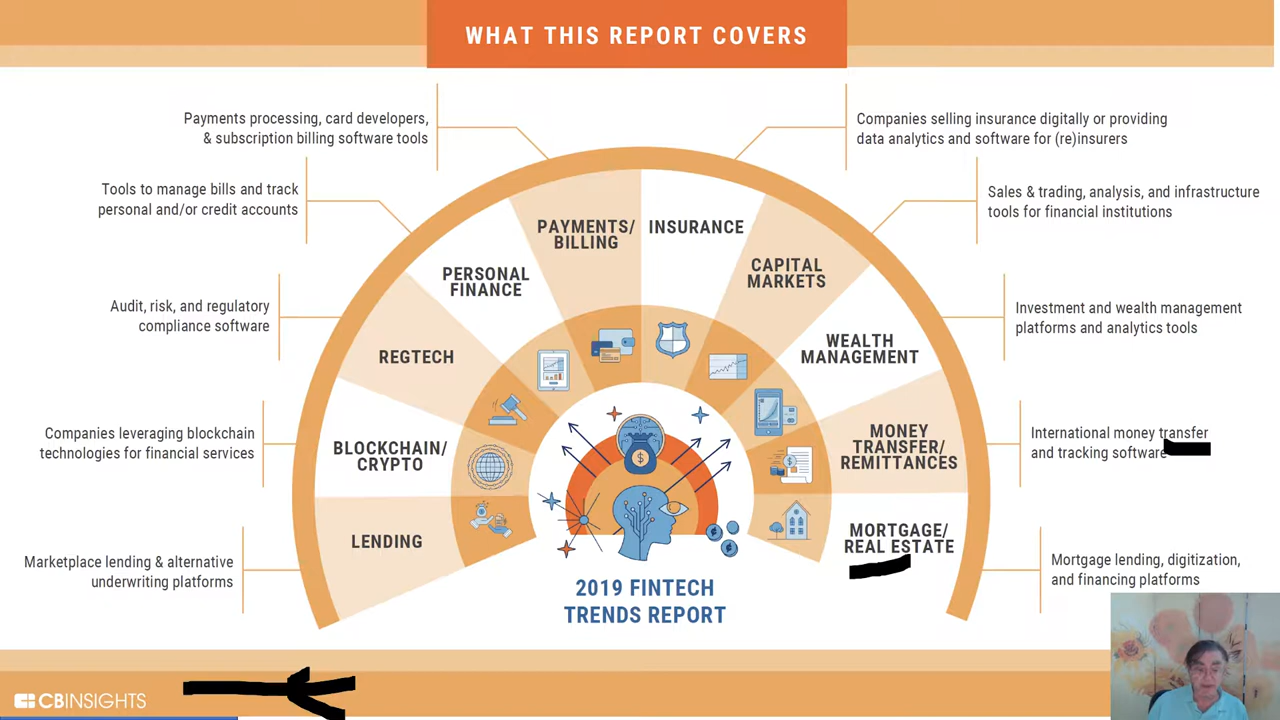 WHAT THIS REPORT COVERS
Payments processing, card developers,
& subscription billing software tools
Companies selling insurance digitally or providing
data analytics and software for (re)insurers
Tools to manage bills and track
personal and/or credit accounts
Sales & trading, analysis, and infrastructure
tools for financial institutions
Audit, risk, and regulatory
compliance software
Investment and wealth management
platforms and analytics tools
Companies leveraging blockchain
technologies for financial services
International money transfer
and tracking software
Marketplace lending & alternative
underwriting platforms
Mortgage lending, digitization,
and financing platforms
LENDING
BLOCKCHAIN/
CRYPTO
REGTECH
PERSONAL
FINANCE
PAYMENTS/
BILLING
INSURANCE
CAPITAL
MARKETS
WEALTH
MANAGEMENT
MONEY
TRANSFER/
REMITTANCES
MORTGAGE/
REAL ESTATE
2019 FINTECH
TRENDS REPORT
CBINSIGHTS